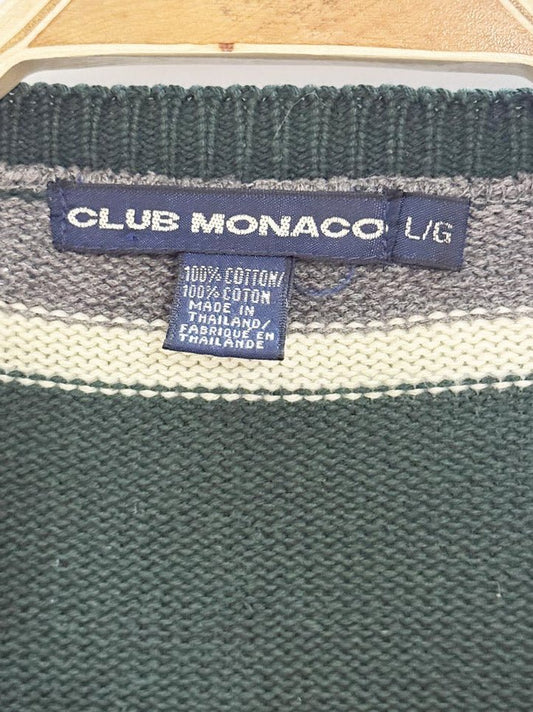 CLUB MONACO
L/G
100% COTTON/
100% COTON
MADE IN
THAILAND/
FABRIQUE EN
THAILANDE